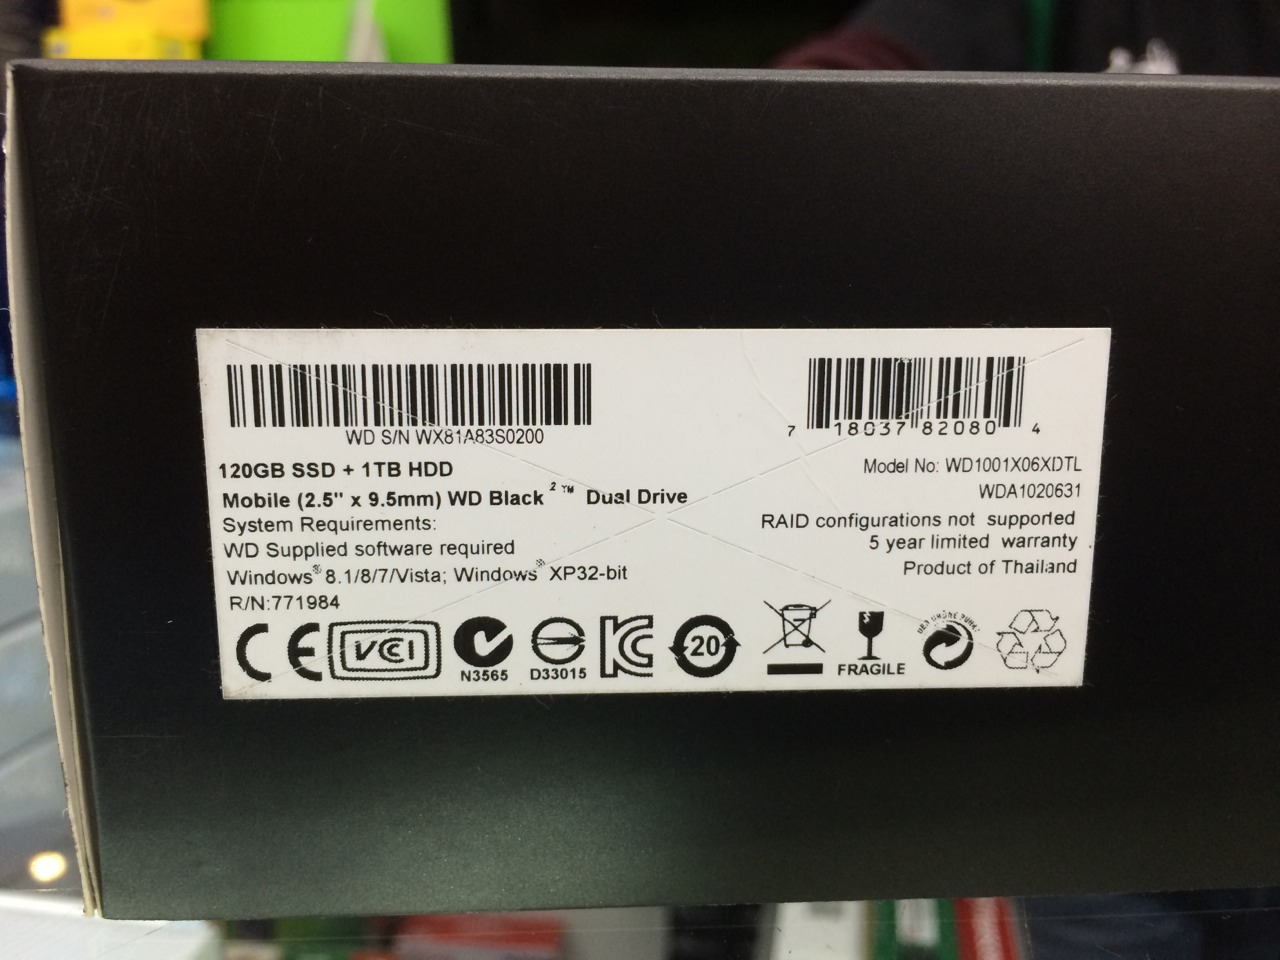 WD S/N WX81A83S0200
7 18037 82080 4
120GB SSD + 1TB HDD
Model No: WD1001X06XDTL
Mobile (2.5" x 9.5mm) WD Black 2 ™ Dual Drive
WDA1020631
System Requirements:
RAID configurations not supported
WD Supplied software required
5 year limited warranty
Windows® 8.1/8/7/Vista; Windows® XP32-bit
Product of Thailand
R/N:771984
CE VCCI N3565 D33015 KC 20 FRAGILE